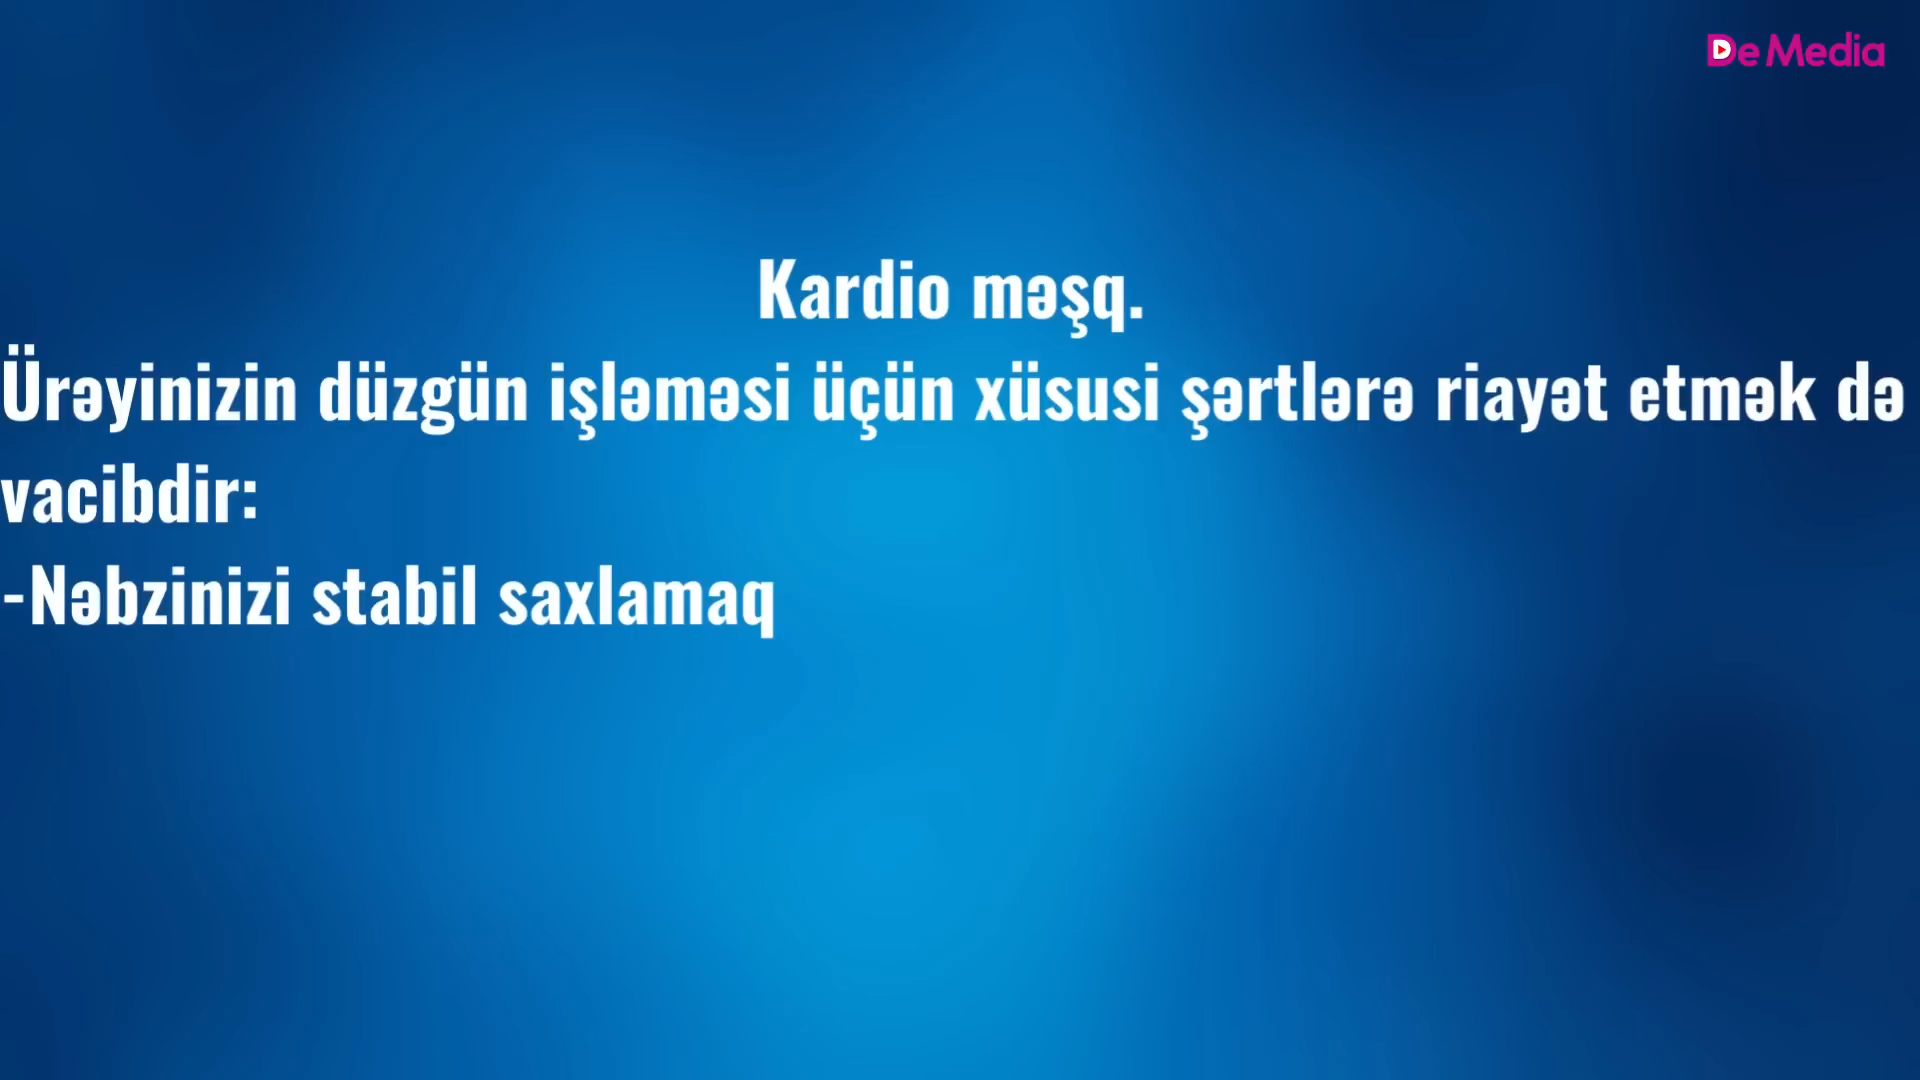 De Media
Kardio məşq.
Ürəyinizin düzgün işləməsi üçün xüsusi şərtlərə riayət etmək də
vacibdir:
-Nəbzinizi stabil saxlamaq